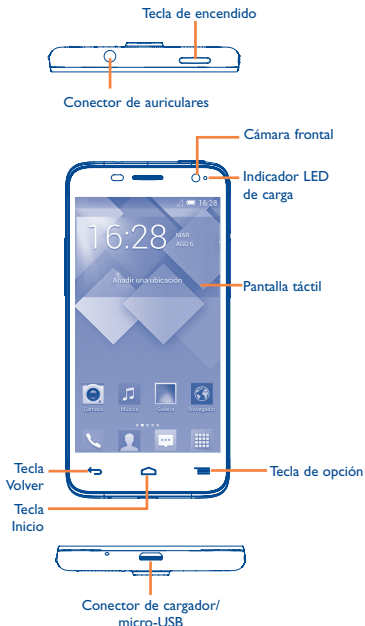 Tecla de encendido
Conector de auriculares
Cámara frontal
Indicador LED
de carga
16:28
16:28
MAR
AGO 6
Añadir una ubicación
Pantalla táctil
Cámara
Música
Galería
Navegador
Tecla
Volver
Tecla de opción
Tecla
Inicio
Conector de cargador/
micro-USB